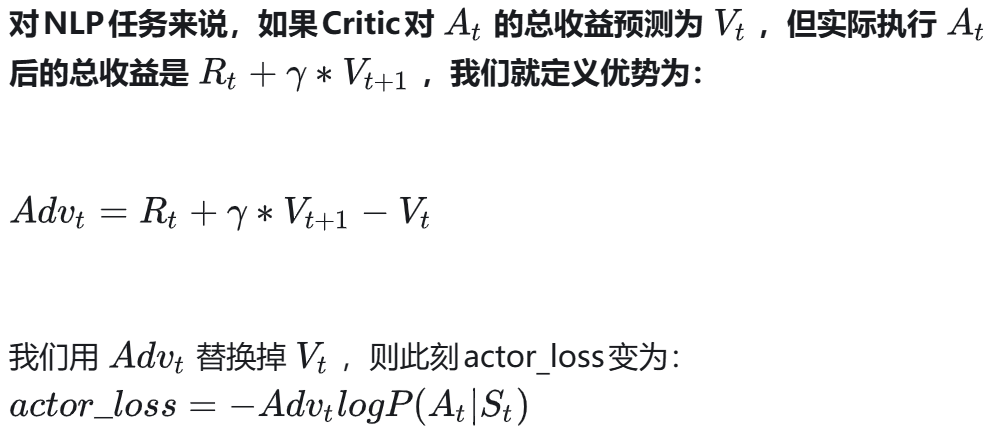 对NLP任务来说，如果Critic对 $A_t$ 的总收益预测为 $V_t$ ，但实际执行 $A_t$
后的总收益是 $R_t + \gamma * V_{t+1}$ ，我们就定义优势为：
$Adv_t = R_t + \gamma * V_{t+1} - V_t$
我们用 $Adv_t$ 替换掉 $V_t$ ，则此刻actor_loss变为：
$actor\_loss = -Adv_t logP(A_t|S_t)$